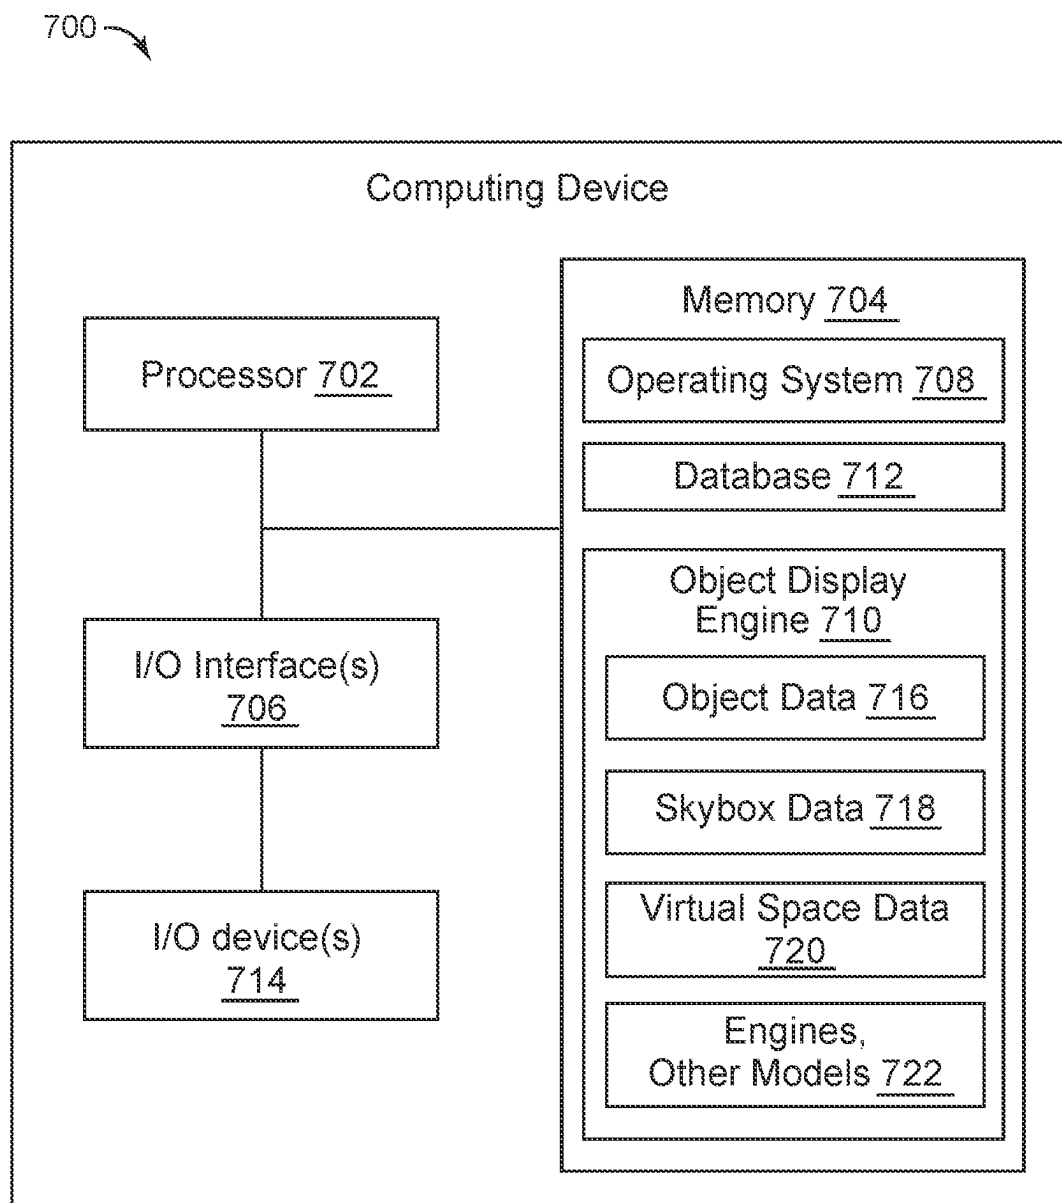 700
Computing Device
Processor 702
I/O Interface(s)
706
I/O device(s)
714
Memory 704
Operating System 708
Database 712
Object Display
Engine 710
Object Data 716
Skybox Data 718
Virtual Space Data
720
Engines,
Other Models 722